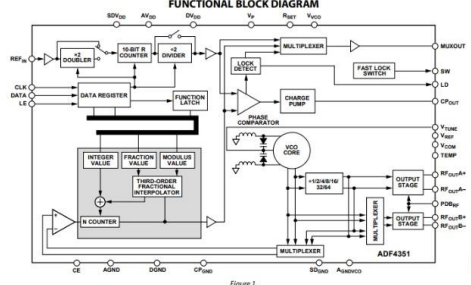 FUNCTIONAL BLOCK DIAGRAM
SDVDD AVDD DVDD VP RSET VVCO
REFIN
×2 DOUBLER
10-BIT R COUNTER
×2 DIVIDER
MULTIPLEXER
MUXOUT
LOCK DETECT
FAST LOCK SWITCH
SW
LD
CLK
DATA
LE
DATA REGISTER
FUNCTION LATCH
CHARGE PUMP
CPOUT
PHASE COMPARATOR
INTEGER VALUE
FRACTION VALUE
MODULUS VALUE
THIRD-ORDER FRACTIONAL INTERPOLATOR
N COUNTER
VCO CORE
VTUNE
VREF
VCOM
TEMP
÷1/2/4/8/16/ 32/64
OUTPUT STAGE
RFOUTA+
RFOUTA–
PDBRF
MULTIPLEXER
OUTPUT STAGE
RFOUTB+
RFOUTB–
MULTIPLEXER
ADF4351
CE AGND DGND CPGND SDGND AGNDVCO
Figure 1.